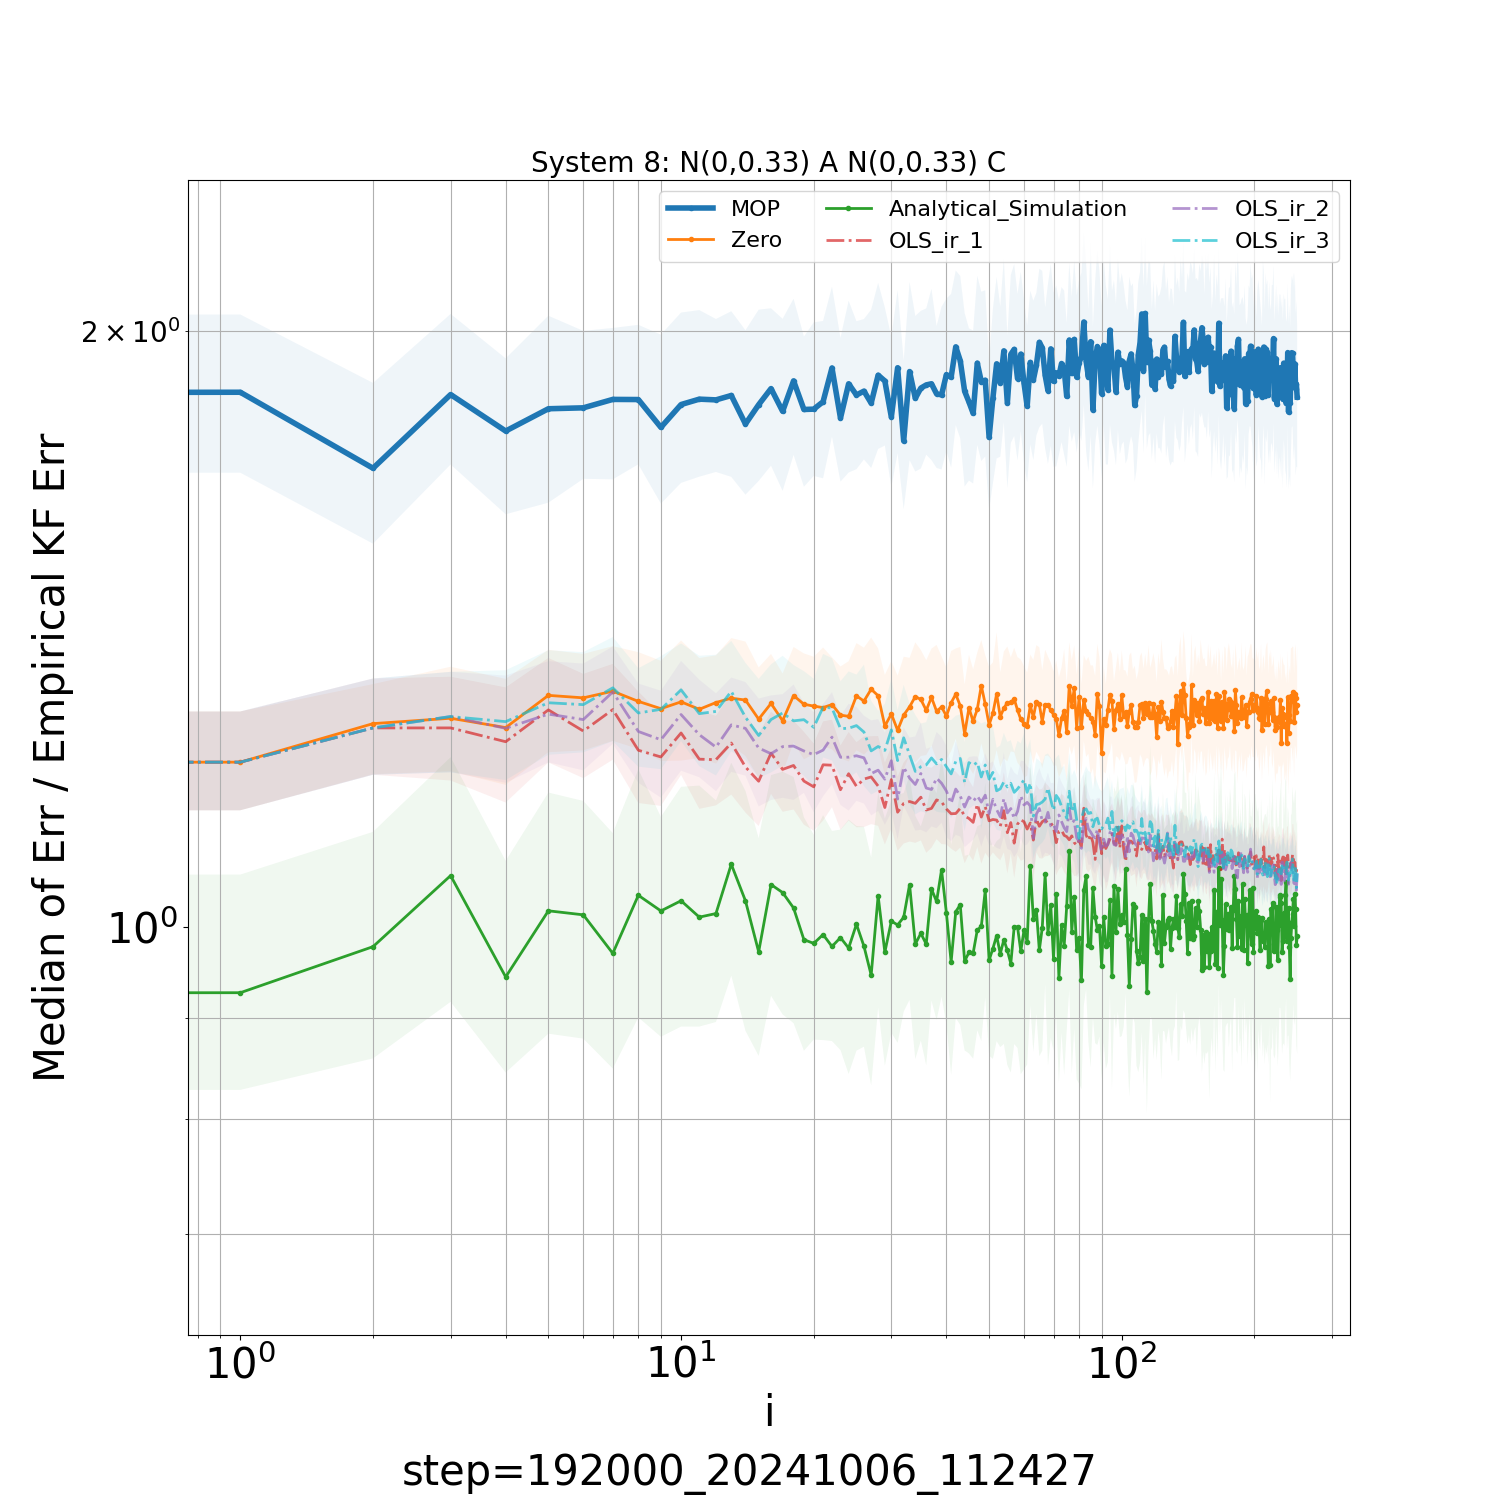 System 8: N(0,0.33) A N(0,0.33) C
MOP
Zero
Analytical_Simulation
OLS_ir_1
OLS_ir_2
OLS_ir_3
Median of Err / Empirical KF Err
2 × 10⁰
10⁰
10⁰ 10¹ 10²
i
step=192000_20241006_112427